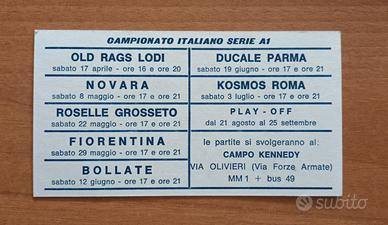 CAMPIONATO ITALIANO SERIE A1
OLD RAGS LODI
sabato 17 aprile - ore 16 e ore 20
NOVARA
sabato 8 maggio - ore 17 e ore 21
ROSELLE GROSSETO
sabato 22 maggio - ore 17 e ore 21
FIORENTINA
sabato 29 maggio - ore 17 e ore 21
BOLLATE
sabato 12 giugno - ore 17 e ore 21
DUCALE PARMA
sabato 19 giugno - ore 17 e ore 21
KOSMOS ROMA
sabato 3 luglio - ore 17 e ore 21
PLAY - OFF
dal 21 agosto al 25 settembre
le partite si svolgeranno al:
CAMPO KENNEDY
VIA OLIVIERI (Via Forze Armate)
MM 1 + bus 49
subito